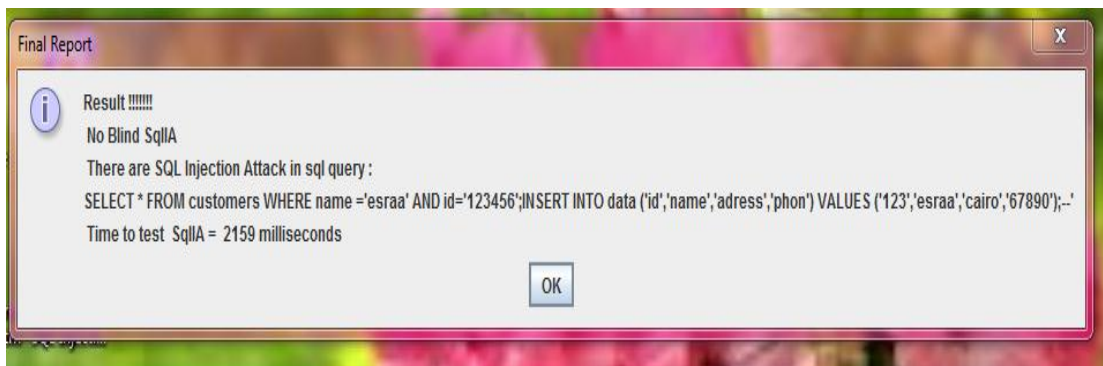 Final Report
X
i
Result !!!!!!!
No Blind SqlIA
There are SQL Injection Attack in sql query :
SELECT * FROM customers WHERE name ='esraa' AND id='123456';INSERT INTO data ('id','name','adress','phon') VALUES ('123','esraa','cairo','67890');--'
Time to test SqlIA = 2159 milliseconds
OK